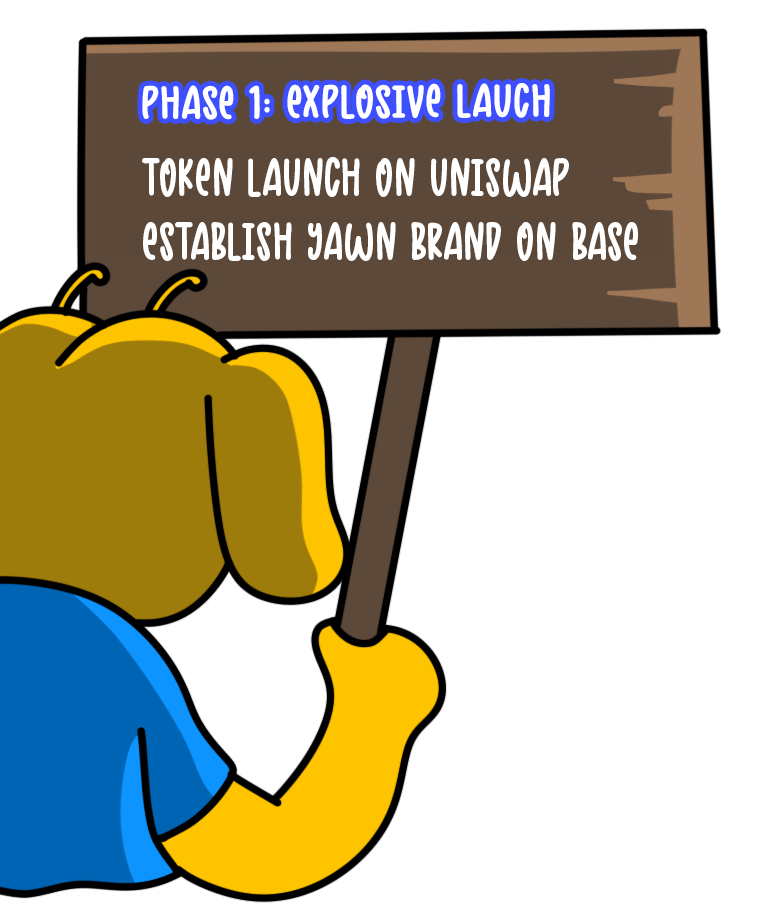 PHASE 1: EXPLOSIVE LAUCH
TOKEN LAUNCH ON UNISWAP
ESTABLISH YAWN BRAND ON BASE